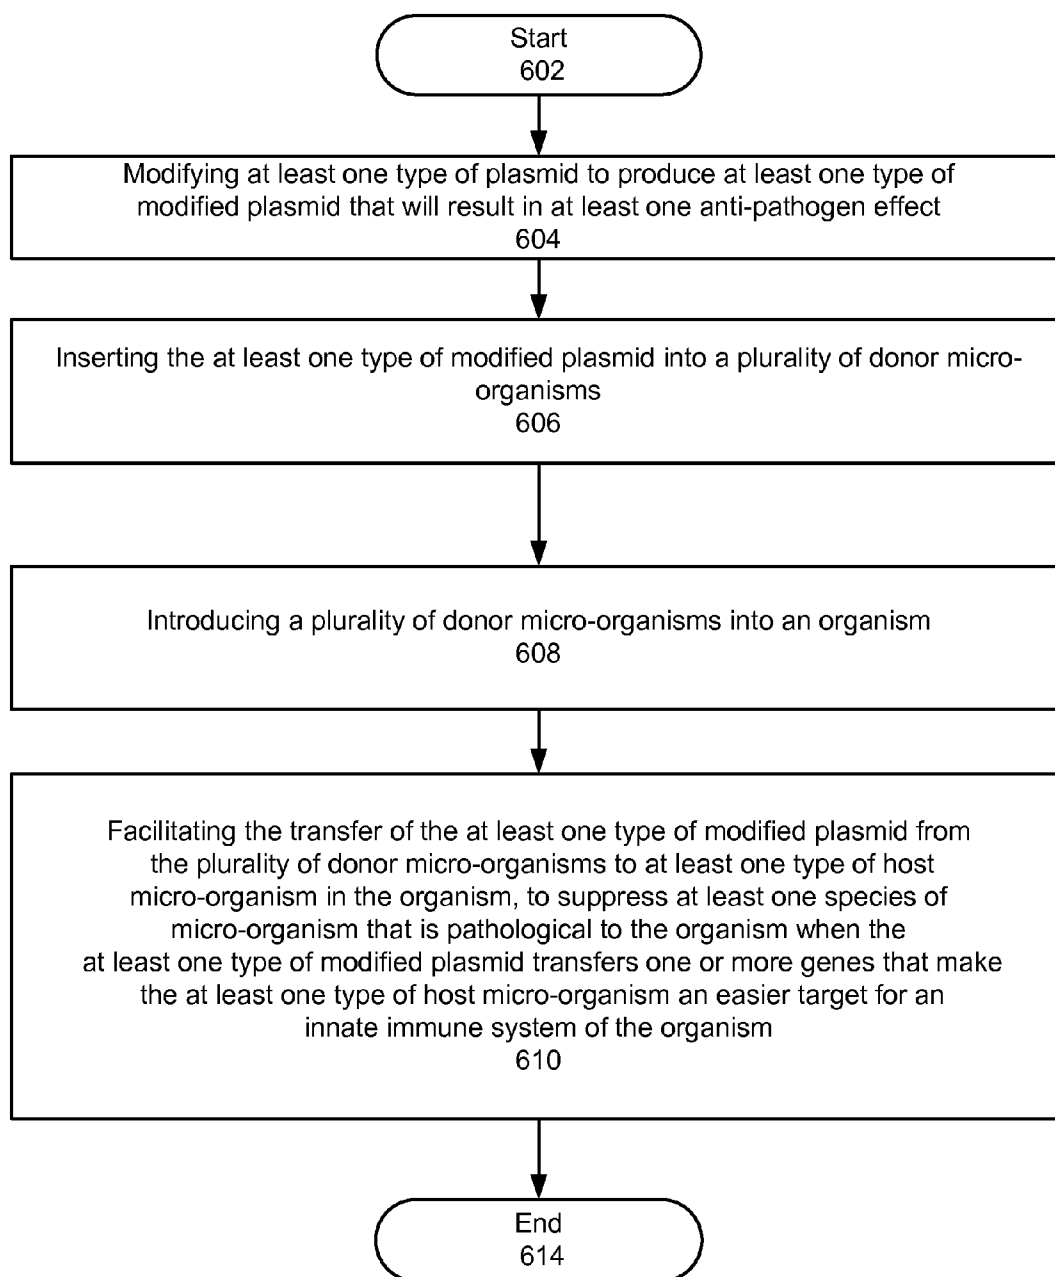 Start
602
Modifying at least one type of plasmid to produce at least one type of
modified plasmid that will result in at least one anti-pathogen effect
604
Inserting the at least one type of modified plasmid into a plurality of donor micro-
organisms
606
Introducing a plurality of donor micro-organisms into an organism
608
Facilitating the transfer of the at least one type of modified plasmid from
the plurality of donor micro-organisms to at least one type of host
micro-organism in the organism, to suppress at least one species of
micro-organism that is pathological to the organism when the
at least one type of modified plasmid transfers one or more genes that make
the at least one type of host micro-organism an easier target for an
innate immune system of the organism
610
End
614